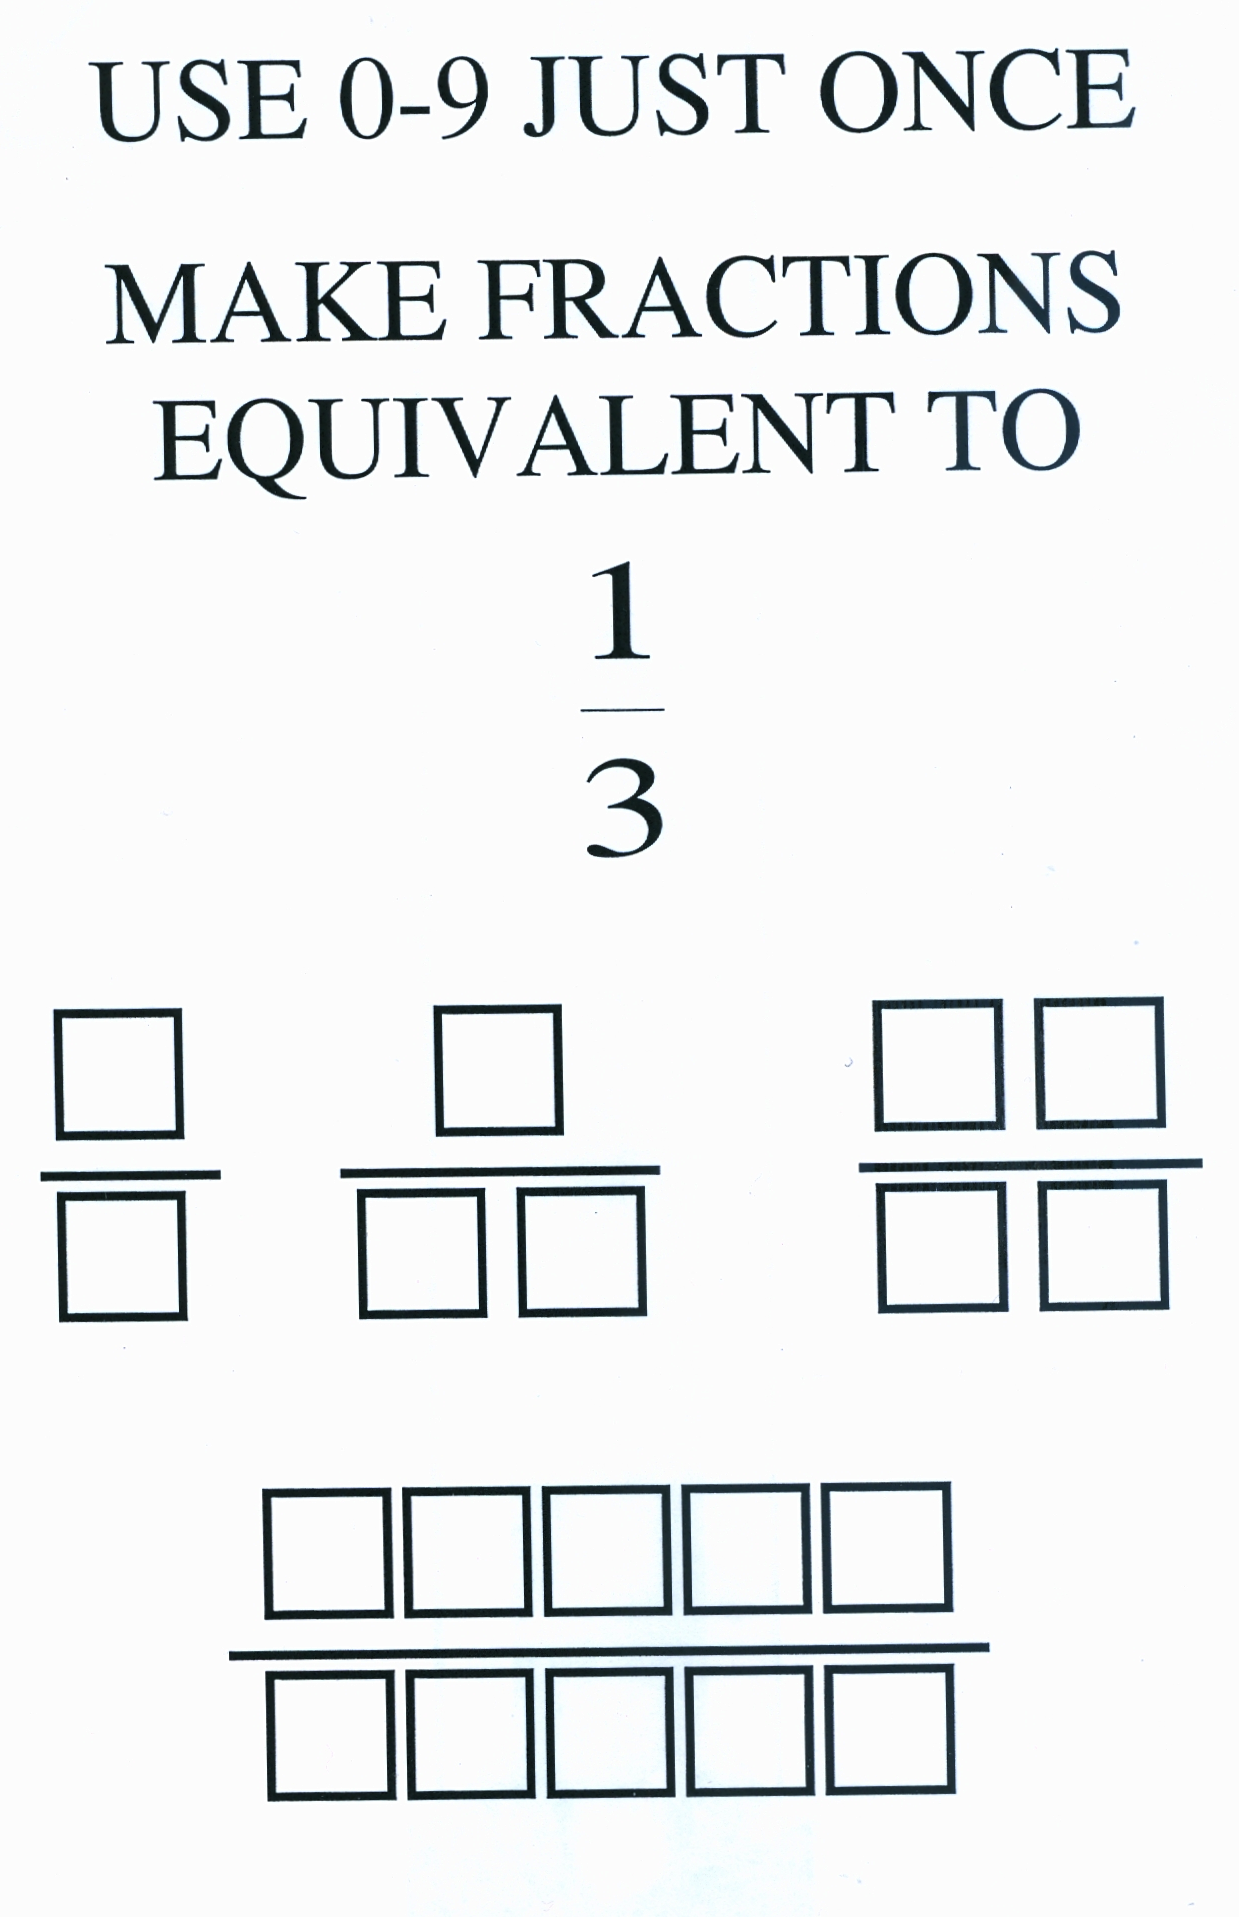 USE 0-9 JUST ONCE
MAKE FRACTIONS
EQUIVALENT TO
1
3